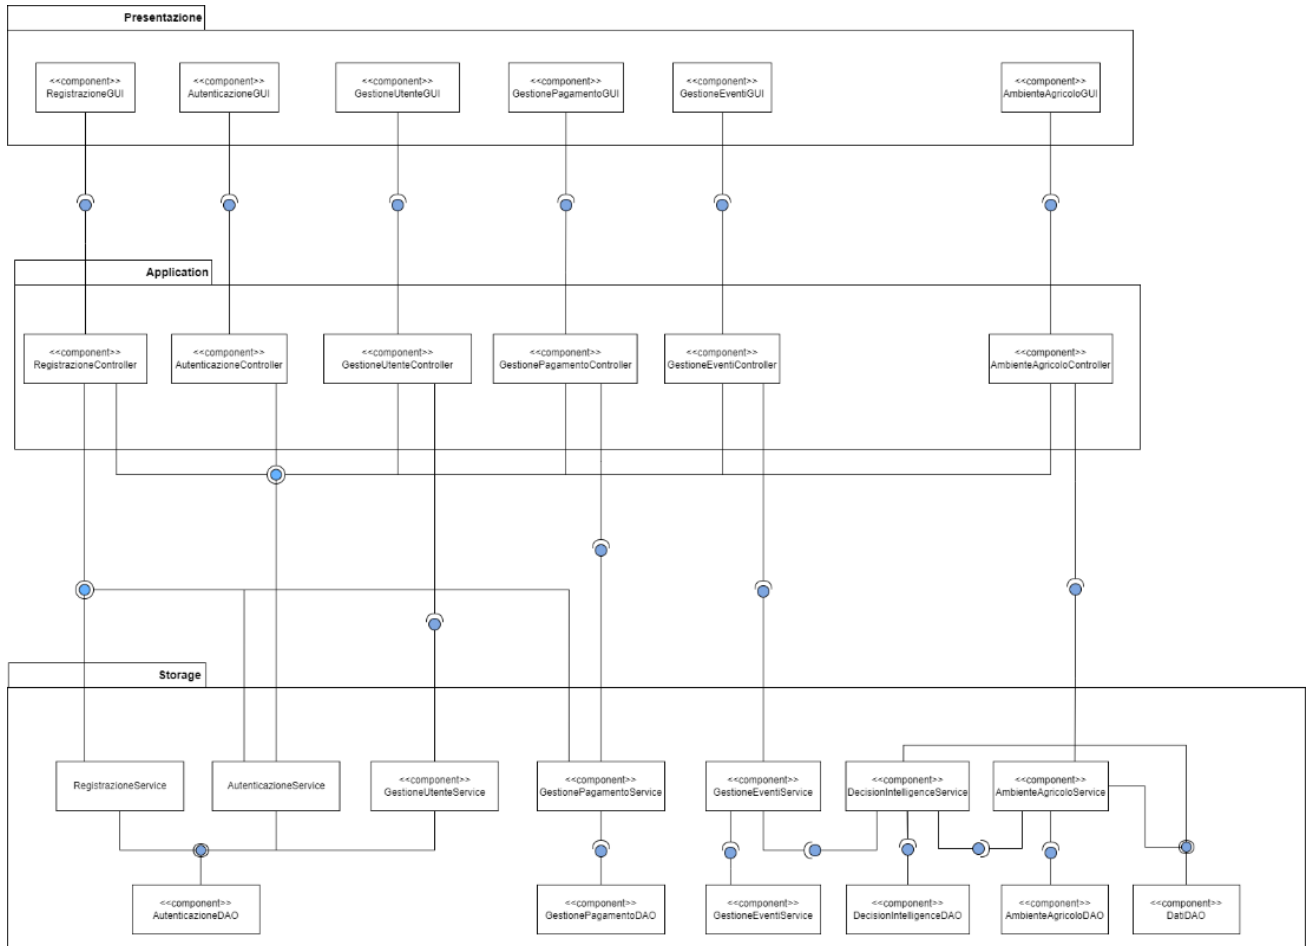 Presentazione
<<component>>
RegistrazioneGUI
<<component>>
AutenticazioneGUI
<<component>>
GestioneUtenteGUI
<<component>>
GestionePagamentoGUI
<<component>>
GestioneEventiGUI
<<component>>
AmbienteAgricoloGUI
Application
<<component>>
RegistrazioneController
<<component>>
AutenticazioneController
<<component>>
GestioneUtenteController
<<component>>
GestionePagamentoController
<<component>>
GestioneEventiController
<<component>>
AmbienteAgricoloController
Storage
RegistrazioneService
AutenticazioneService
<<component>>
GestioneUtenteService
<<component>>
GestionePagamentoService
<<component>>
GestioneEventiService
<<component>>
DecisionIntelligenceService
<<component>>
AmbienteAgricoloService
<<component>>
AutenticazioneDAO
<<component>>
GestionePagamentoDAO
<<component>>
GestioneEventiService
<<component>>
DecisionIntelligenceDAO
<<component>>
AmbienteAgricoloDAO
<<component>>
DatiDAO